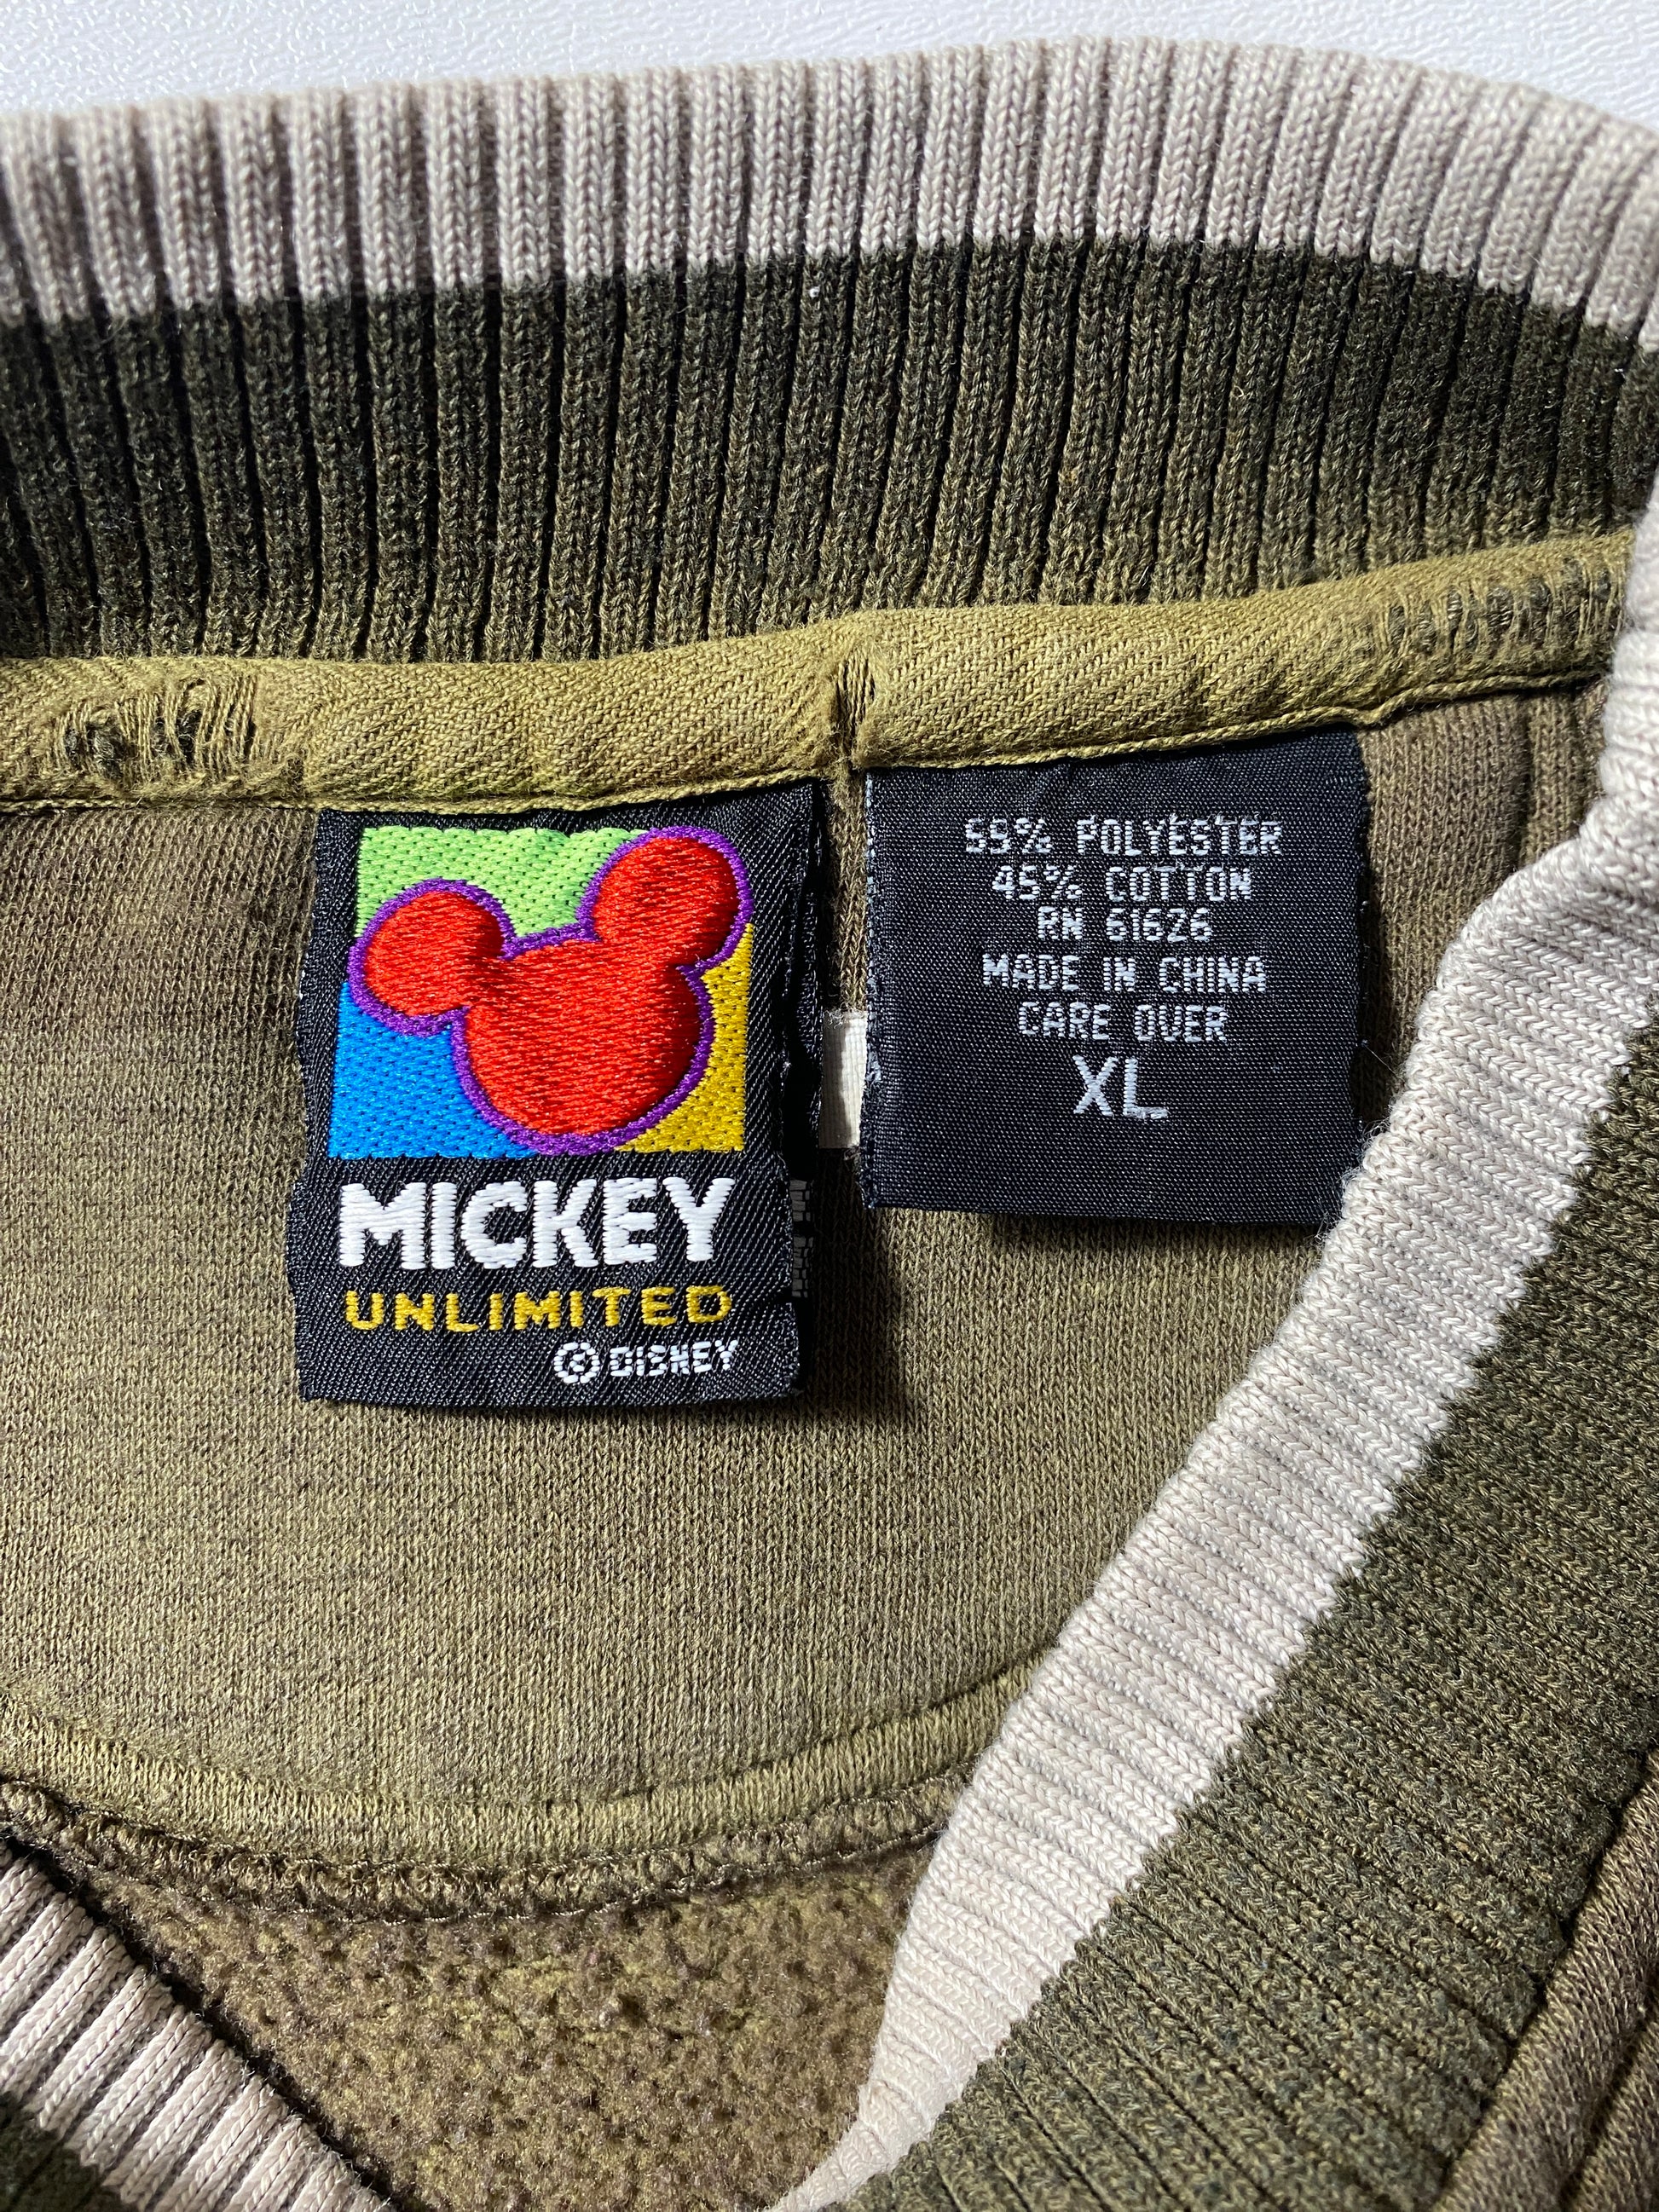 MICKEY
UNLIMITED
© DISNEY
55% POLYESTER
45% COTTON
RN 61626
MADE IN CHINA
CARE OVER
XL